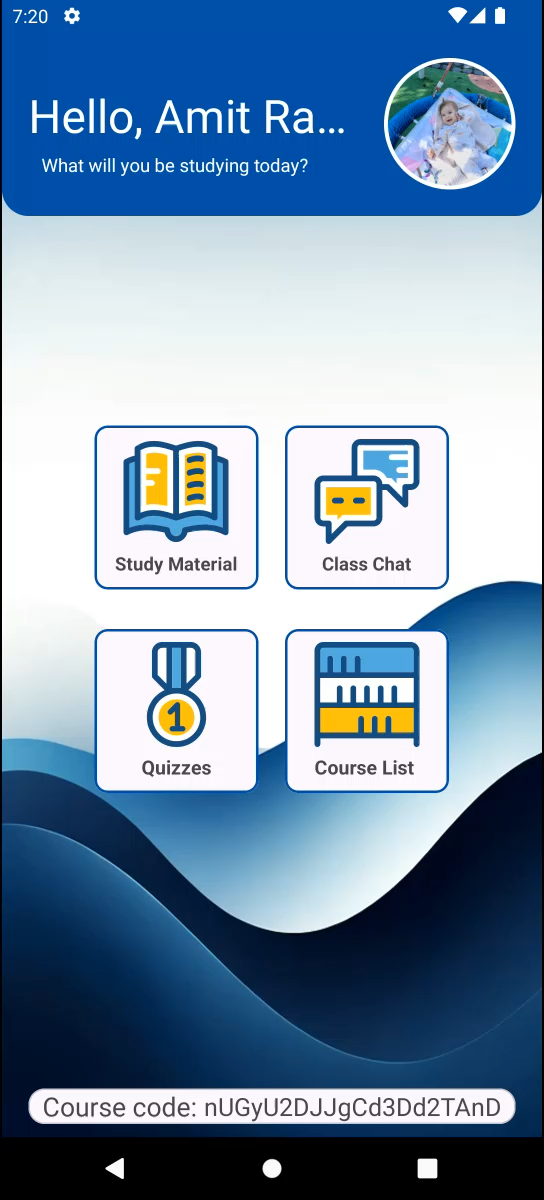 7:20
Hello, Amit Ra...
What will you be studying today?
Study Material
Class Chat
1
Quizzes
Course List
Course code: nUGyU2DJJgCd3Dd2TAnD